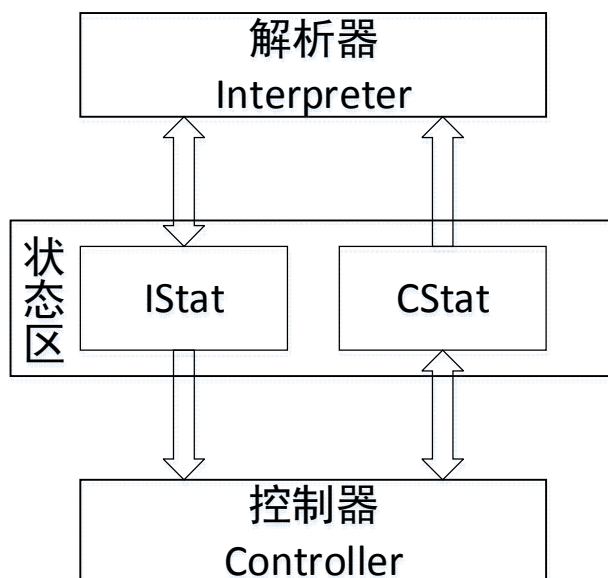 解析器
Interpreter
状态区
IStat
CStat
控制器
Controller